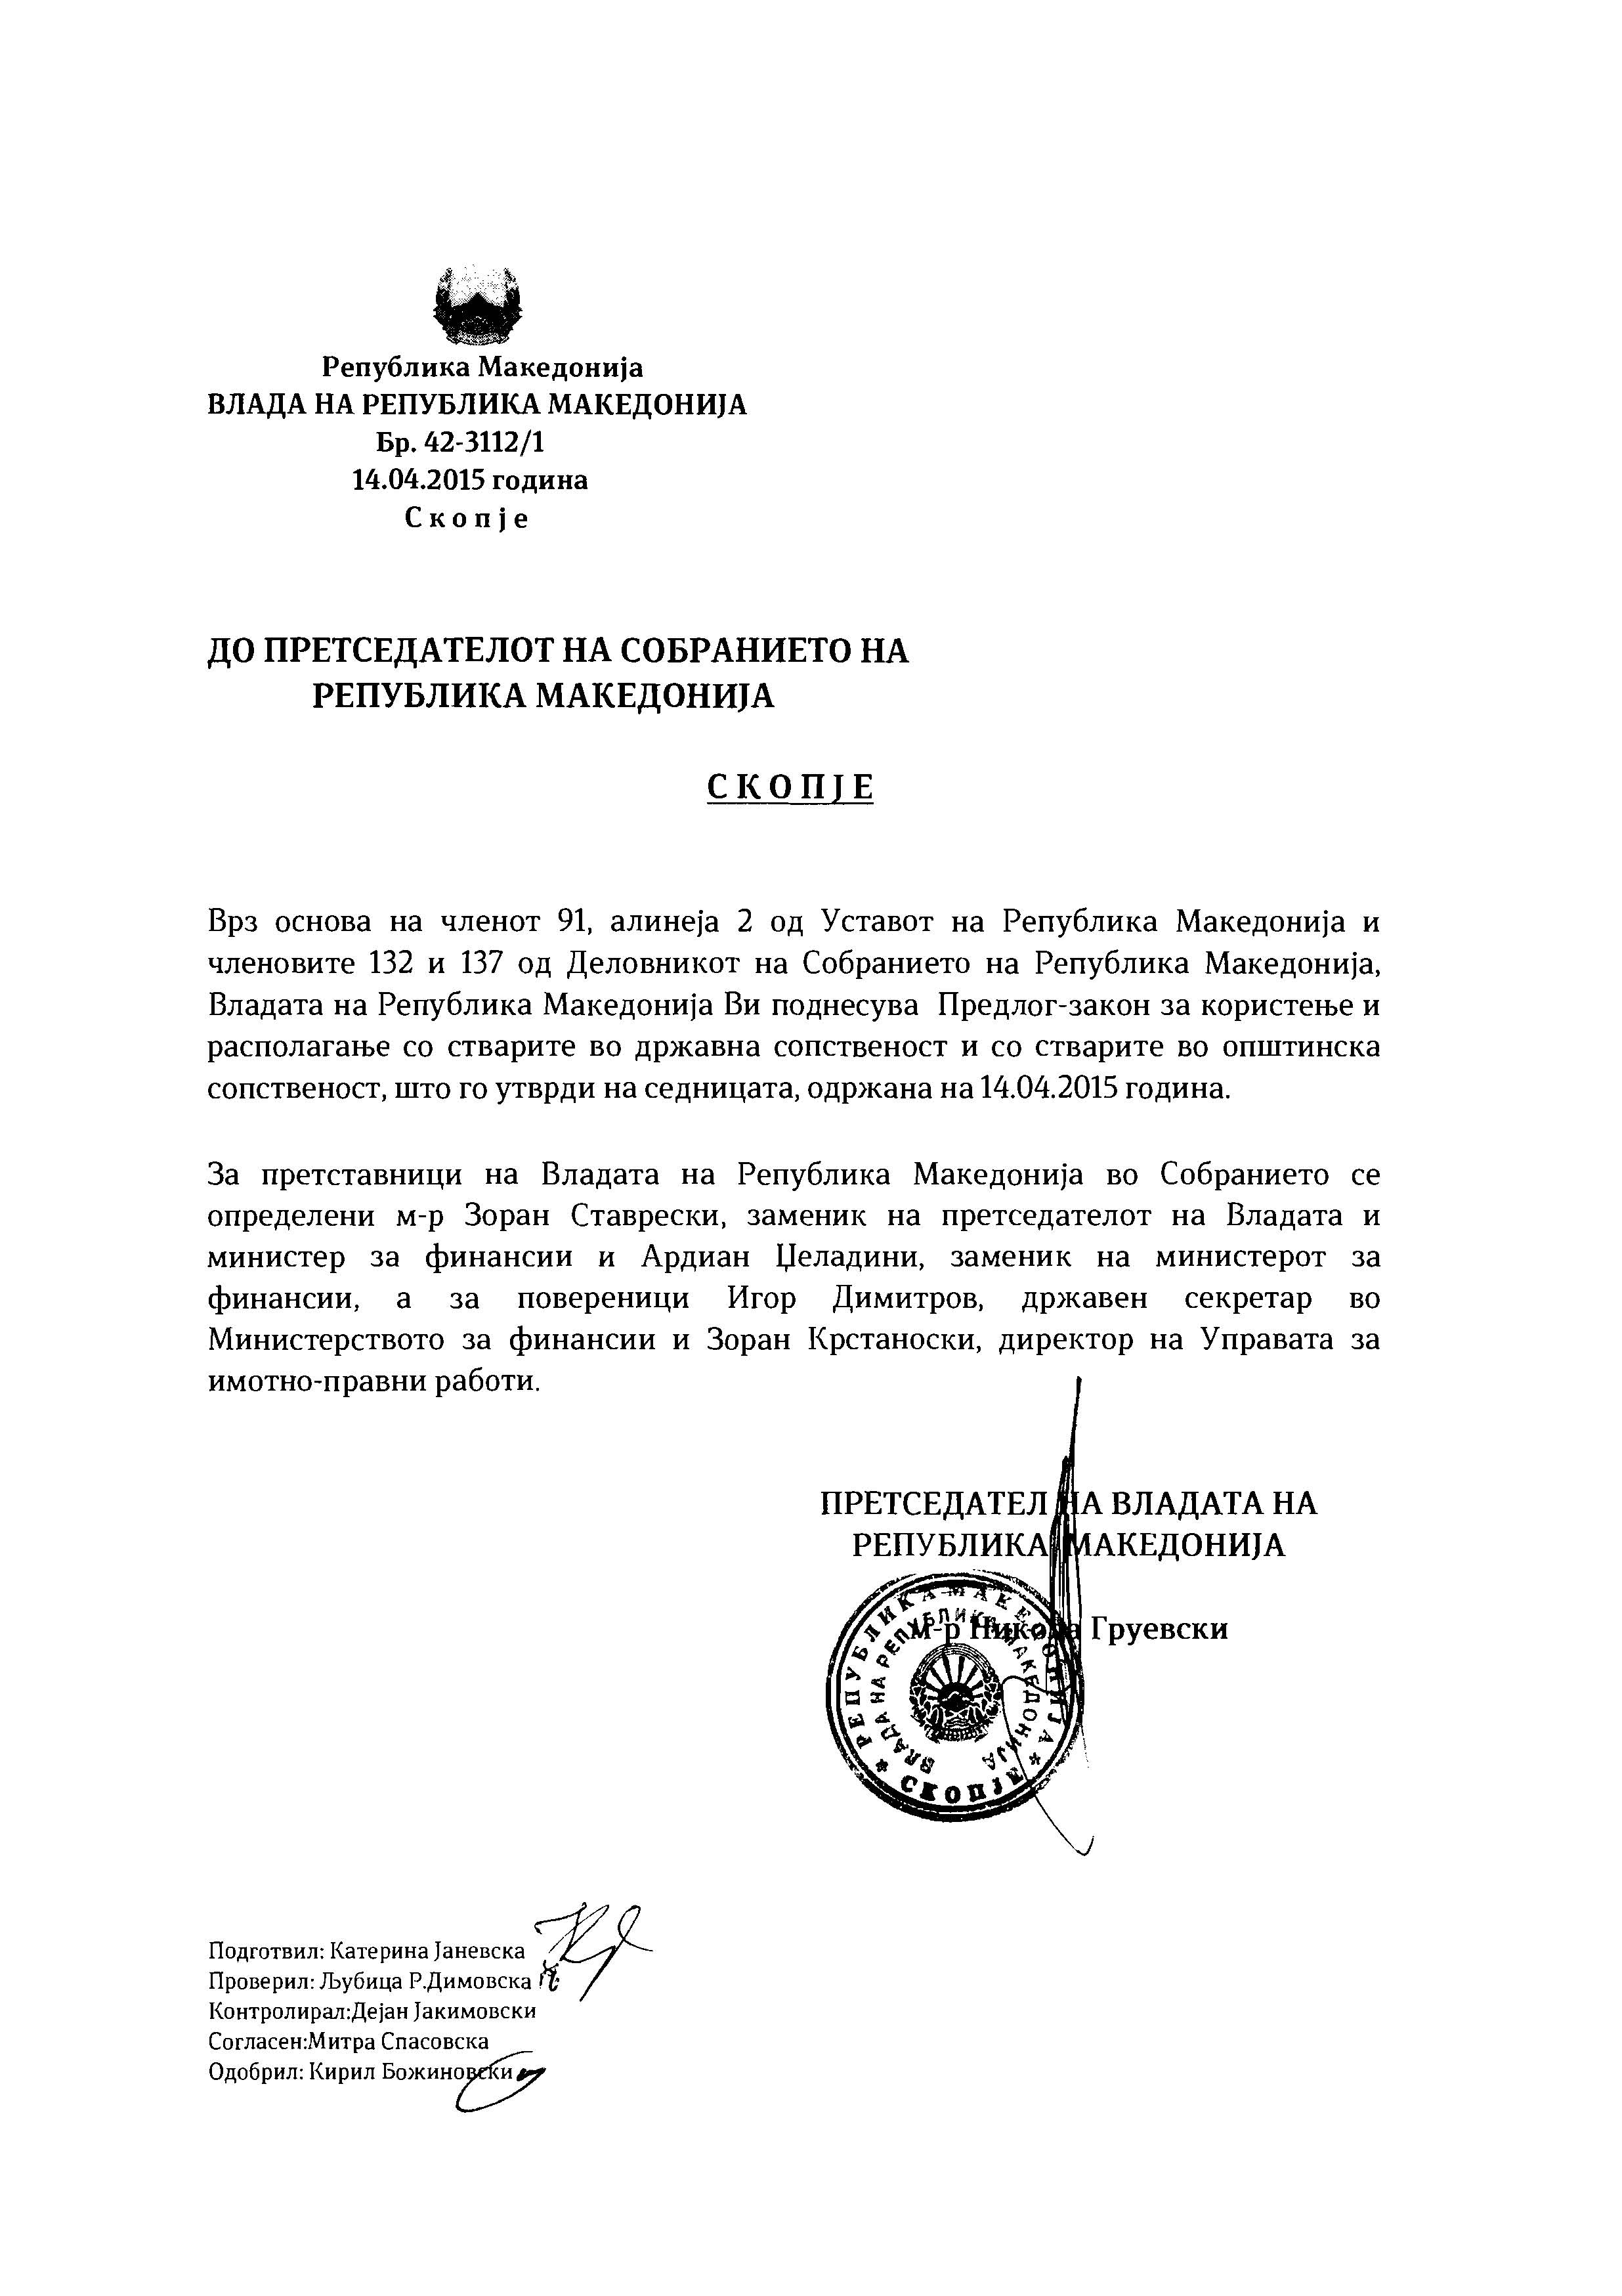 Република Македонија
ВЛАДА НА РЕПУБЛИКА МАКЕДОНИЈА
Бр. 42-3112/1
14.04.2015 година
С к о п ј е
ДО ПРЕТСЕДАТЕЛОТ НА СОБРАНИЕТО НА
РЕПУБЛИКА МАКЕДОНИЈА
С К О П Ј Е
Врз основа на членот 91, алинеја 2 од Уставот на Република Македонија и
членовите 132 и 137 од Деловникот на Собранието на Република Македонија,
Владата на Република Македонија Ви поднесува Предлог-закон за користење и
располагање со стварите во државна сопственост и со стварите во општинска
сопственост, што го утврди на седницата, одржана на 14.04.2015 година.
За претставници на Владата на Република Македонија во Собранието се
определени м-р Зоран Ставрески, заменик на претседателот на Владата и
министер за финансии и Ардиан Џеладини, заменик на министерот за
финансии, а за повереници Игор Димитров, државен секретар во
Министерството за финансии и Зоран Крстаноски, директор на Управата за
имотно-правни работи.
ПРЕТСЕДАТЕЛ НА ВЛАДАТА НА
РЕПУБЛИКА МАКЕДОНИЈА
м-р Никола Груевски
РЕПУБЛИКА МАКЕДОНИЈА
ВЛАДА НА РЕПУБЛИКА МАКЕДОНИЈА
* СКОПЈЕ *
Подготвил: Катерина Јаневска
Проверил: Љубица Р.Димовска
Контролирал:Дејан Јакимовски
Согласен:Митра Спасовска
Одобрил: Кирил Божиновски